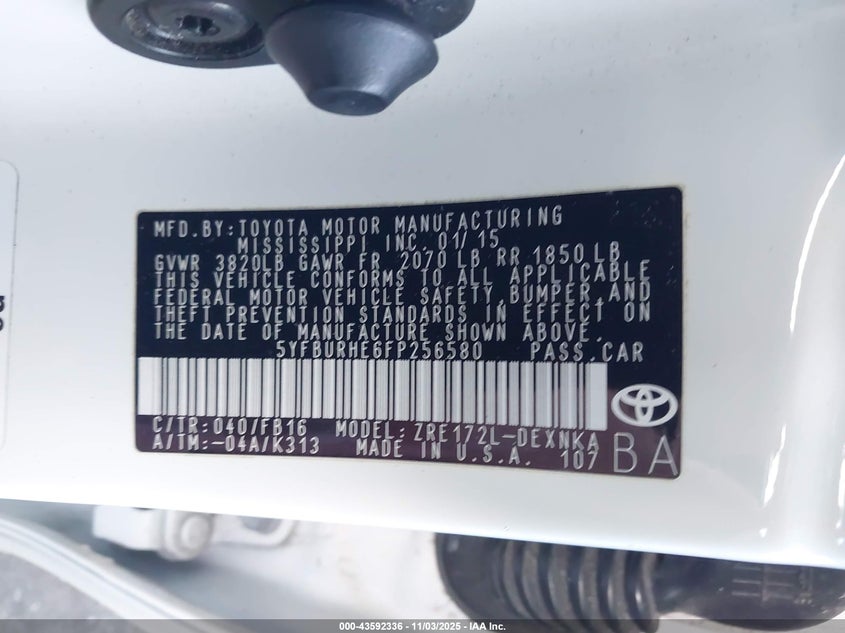 MFD. BY: TOYOTA MOTOR MANUFACTURING
MISSISSIPPI INC. 01/15
GVWR 3820LB GAWR FR 2070 LB RR 1850 LB
THIS VEHICLE CONFORMS TO ALL APPLICABLE
FEDERAL MOTOR VEHICLE SAFETY, BUMPER, AND
THEFT PREVENTION STANDARDS IN EFFECT ON
THE DATE OF MANUFACTURE SHOWN ABOVE.
5YFBURHE6FP256580 PASS. CAR
C/TR: 040/FB16 MODEL: ZRE172L-DEXNKA
A/TM: -04A/K313 MADE IN U.S.A. 107 BA
000-43592336 - 11/03/2025 - IAA Inc.